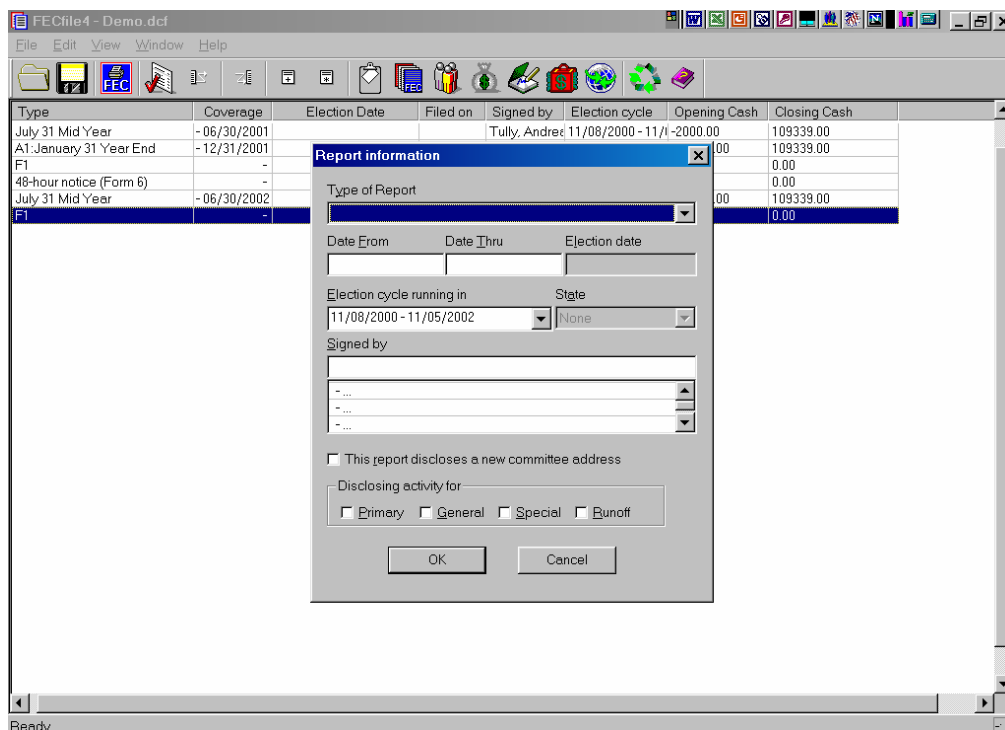 FECfile4 - Demo.dcf
File Edit View Window Help
FEC FEC
Type Coverage Election Date Filed on Signed by Election cycle Opening Cash Closing Cash
July 31 Mid Year - 06/30/2001 Tully, Andrea 11/08/2000 - 11/ -2000.00 109339.00
A1:January 31 Year End - 12/31/2001 .00 109339.00
F1 - 0.00
48-hour notice (Form 6) - 0.00
July 31 Mid Year - 06/30/2002 .00 109339.00
F1 - 0.00
Report information
Type of Report
Date From Date Thru Election date
Election cycle running in State
11/08/2000 - 11/05/2002 None
Signed by
- ...
- ...
- ...
This report discloses a new committee address
Disclosing activity for
Primary General Special Runoff
OK Cancel
Ready